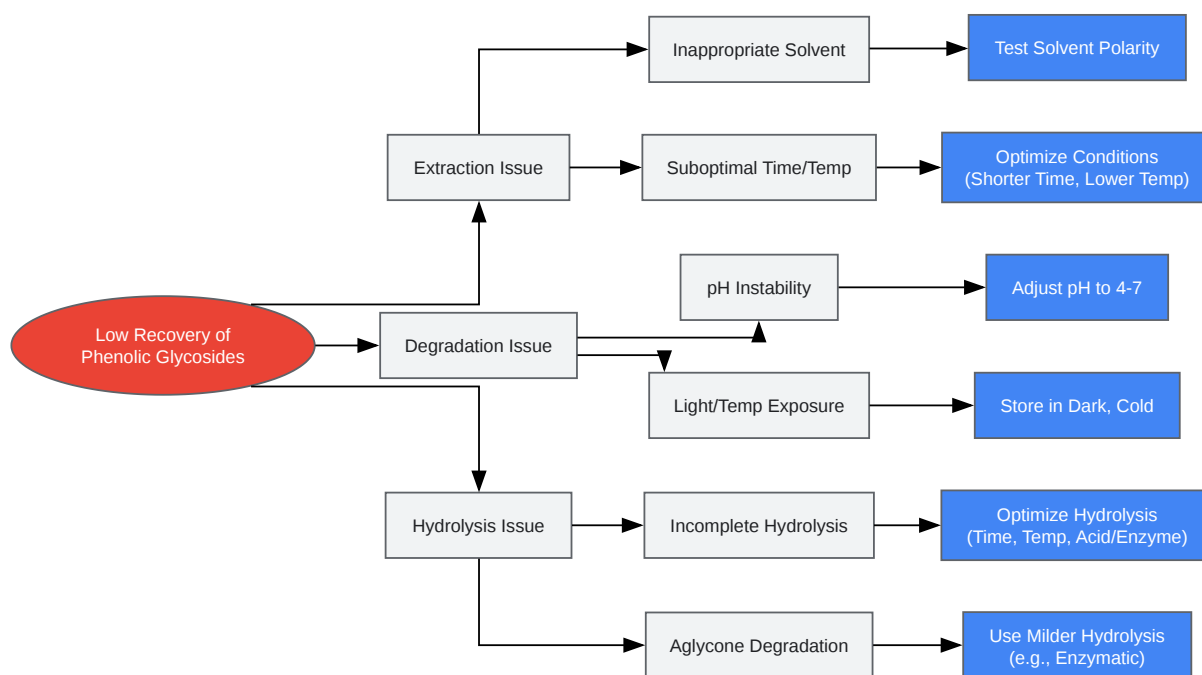 Inappropriate Solvent
Test Solvent Polarity
Extraction Issue
Suboptimal Time/Temp
Optimize Conditions
(Shorter Time, Lower Temp)
pH Instability
Adjust pH to 4-7
Low Recovery of
Phenolic Glycosides
Degradation Issue
Light/Temp Exposure
Store in Dark, Cold
Hydrolysis Issue
Incomplete Hydrolysis
Optimize Hydrolysis
(Time, Temp, Acid/Enzyme)
Aglycone Degradation
Use Milder Hydrolysis
(e.g., Enzymatic)